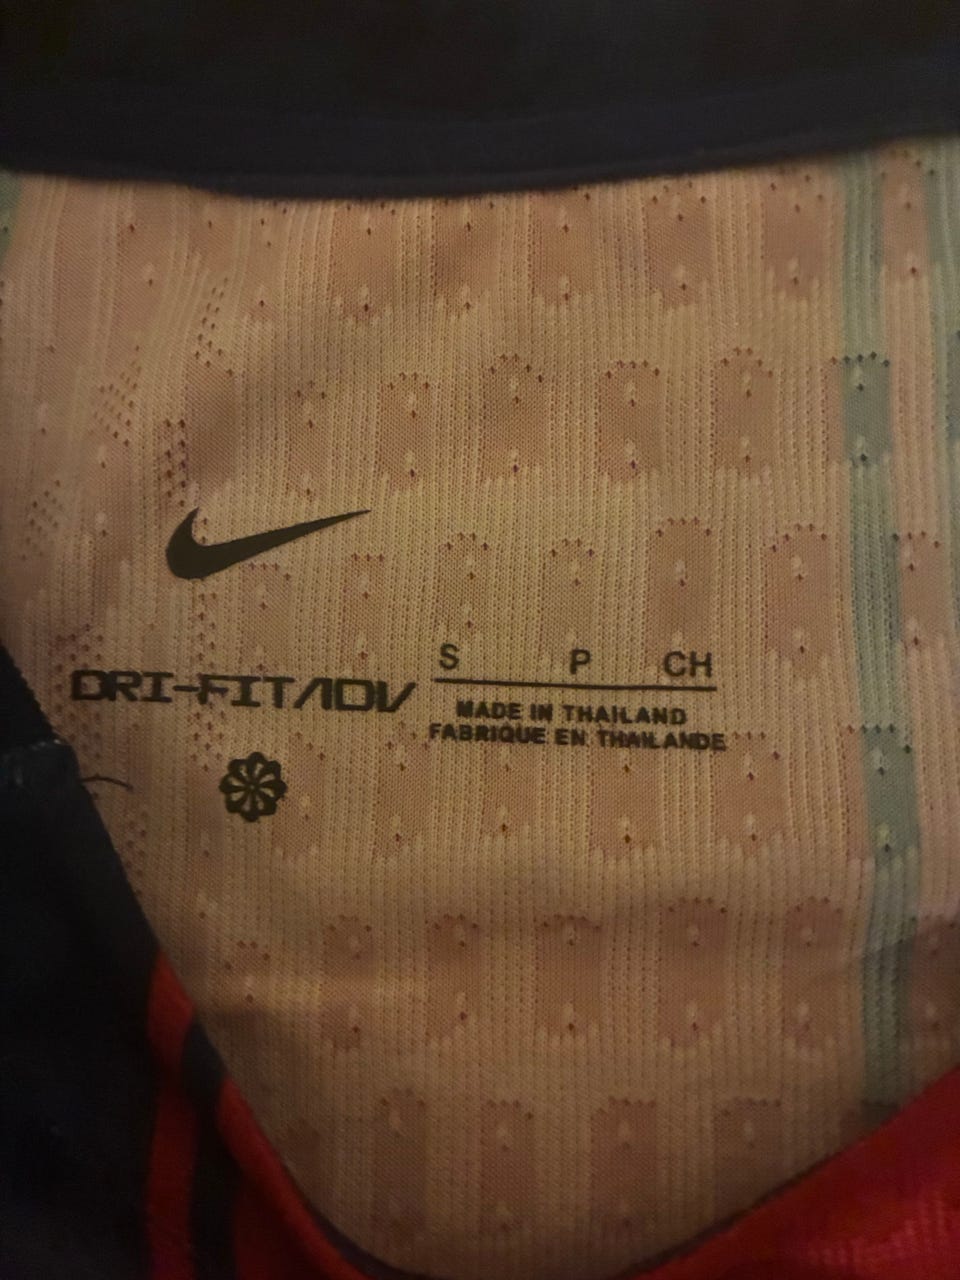 DRI-FIT/ADV
S P CH
MADE IN THAILAND
FABRIQUE EN THAILANDE